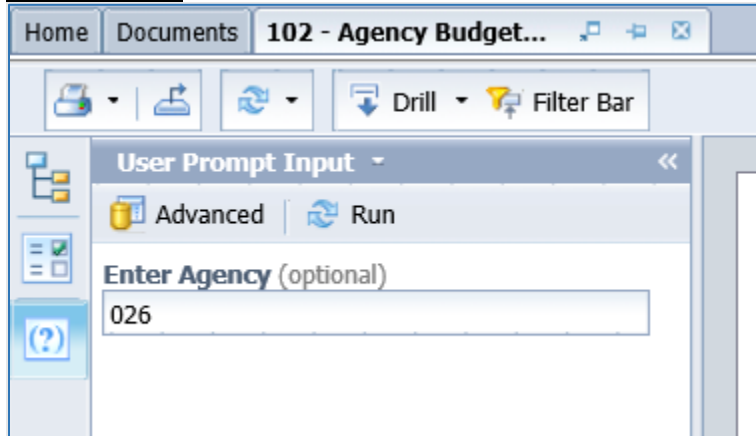 Home Documents 102 - Agency Budget...
Drill Filter Bar
User Prompt Input
Advanced Run
Enter Agency (optional)
026
(?)